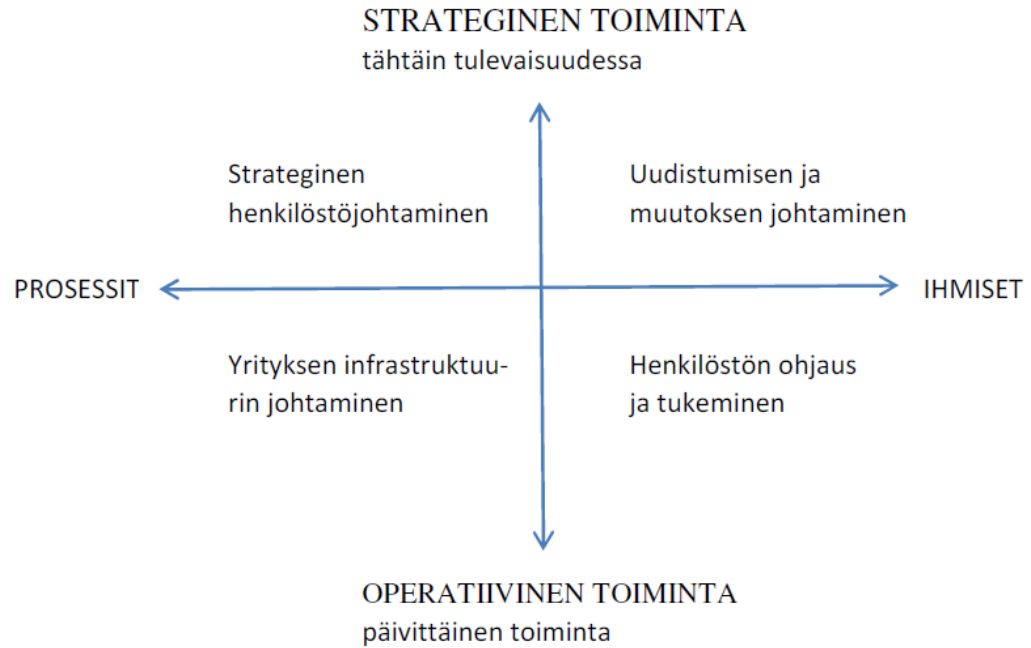 STRATEGINEN TOIMINTA
tähtäin tulevaisuudessa
Strateginen
henkilöstöjohtaminen
Uudistumisen ja
muutoksen johtaminen
PROSESSIT
IHMISET
Yrityksen infrastruktuu-
rin johtaminen
Henkilöstön ohjaus
ja tukeminen
OPERATIIVINEN TOIMINTA
päivittäinen toiminta